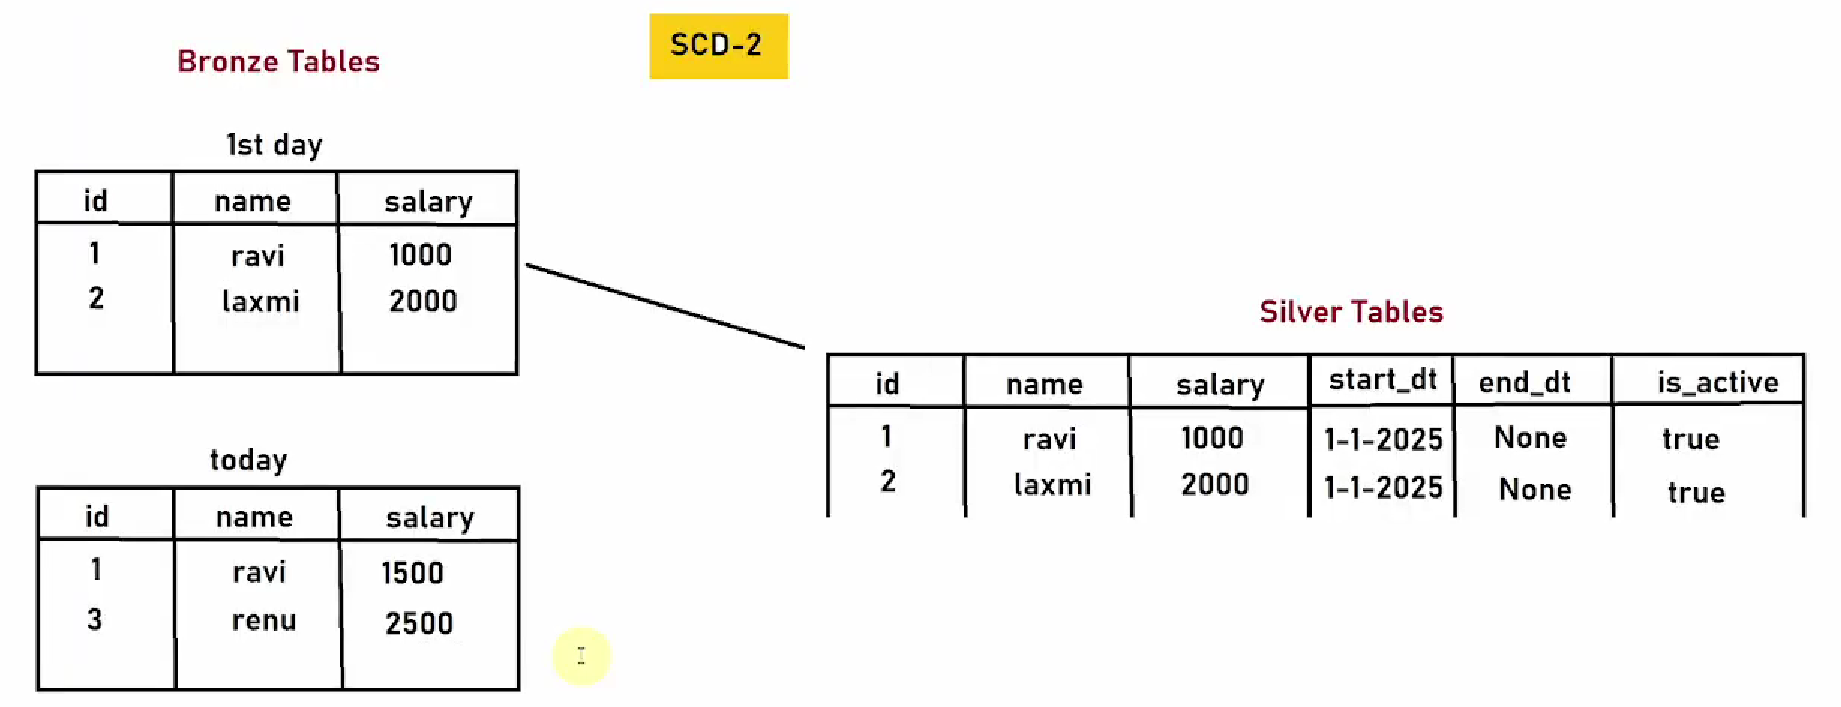 SCD-2
Bronze Tables
1st day
id name salary
1 ravi 1000
2 laxmi 2000
Silver Tables
id name salary start_dt end_dt is_active
1 ravi 1000 1-1-2025 None true
2 laxmi 2000 1-1-2025 None true
today
id name salary
1 ravi 1500
3 renu 2500